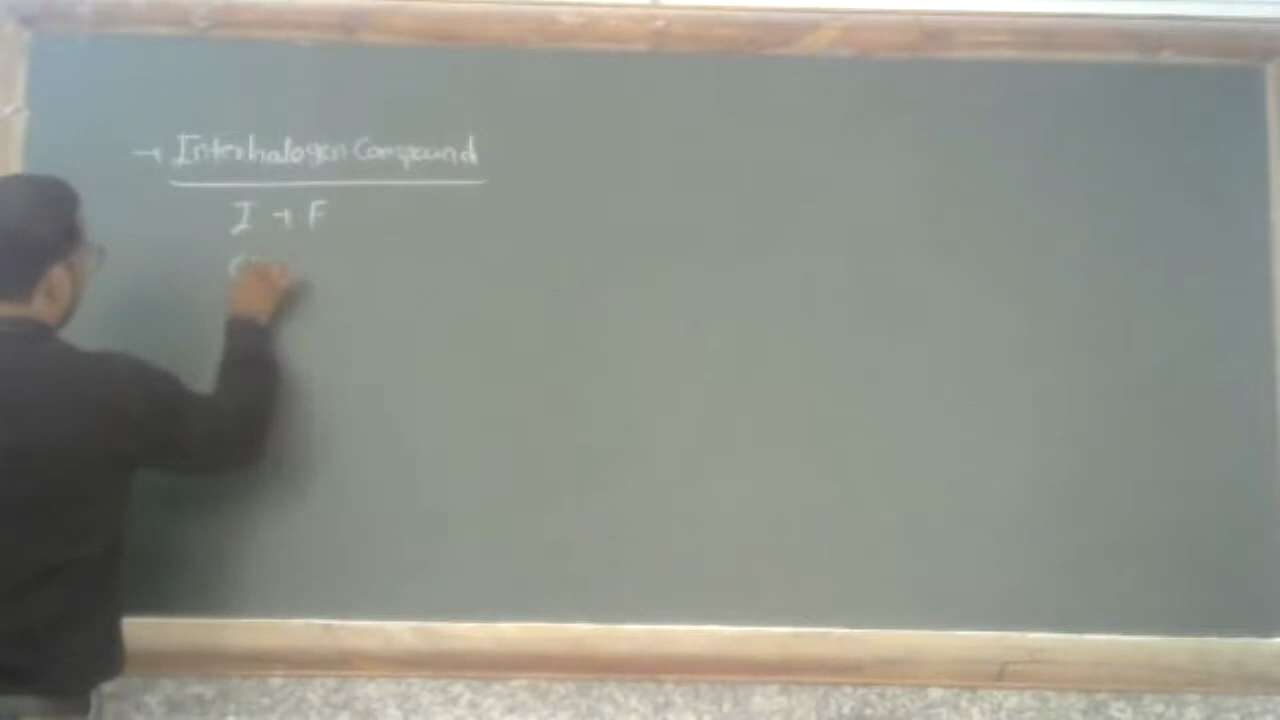 → Interhalogen Compound
I → F